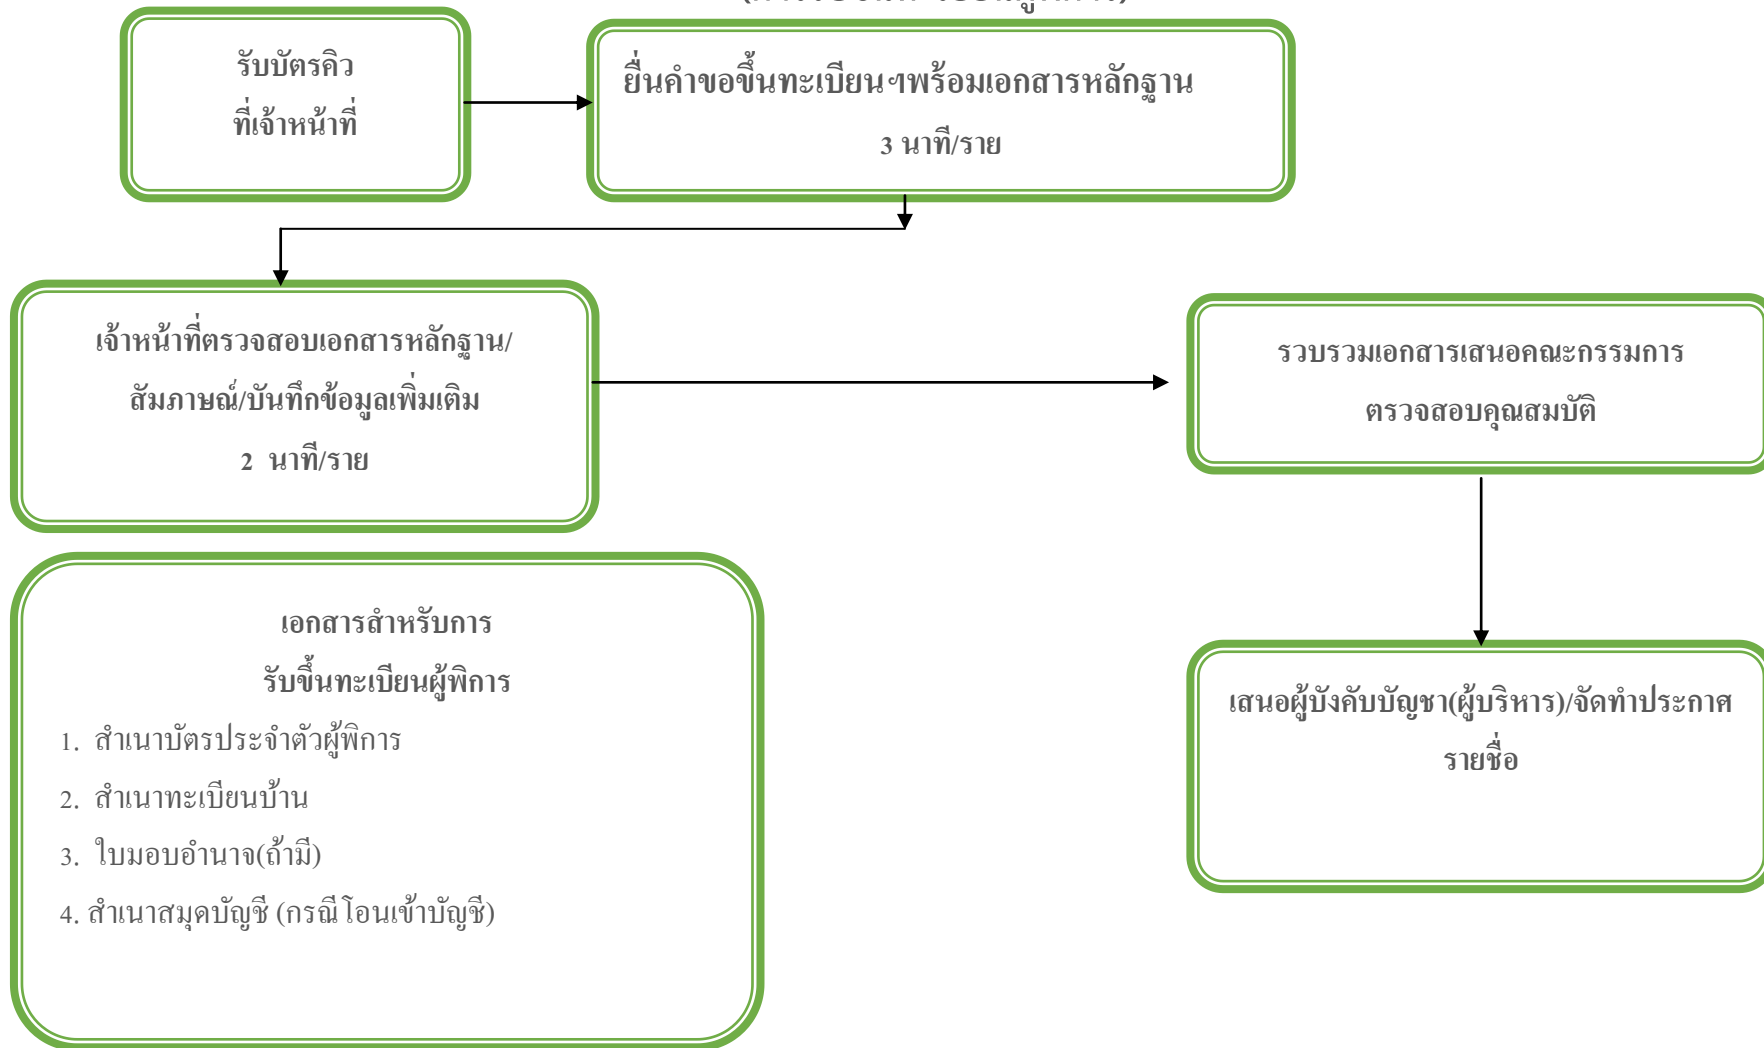 รับบัตรคิว
ที่เจ้าหน้าที่
ยื่นคำขอขึ้นทะเบียนฯพร้อมเอกสารหลักฐาน
3 นาที/ราย
เจ้าหน้าที่ตรวจสอบเอกสารหลักฐาน/
สัมภาษณ์/บันทึกข้อมูลเพิ่มเติม
2 นาที/ราย
รวบรวมเอกสารเสนอคณะกรรมการ
ตรวจสอบคุณสมบัติ
เอกสารสำหรับการ
รับขึ้นทะเบียนผู้พิการ
1. สำเนาบัตรประจำตัวผู้พิการ
2. สำเนาทะเบียนบ้าน
3. ใบมอบอำนาจ(ถ้ามี)
4. สำเนาสมุดบัญชี (กรณีโอนเข้าบัญชี)
เสนอผู้บังคับบัญชา(ผู้บริหาร)/จัดทำประกาศ
รายชื่อ